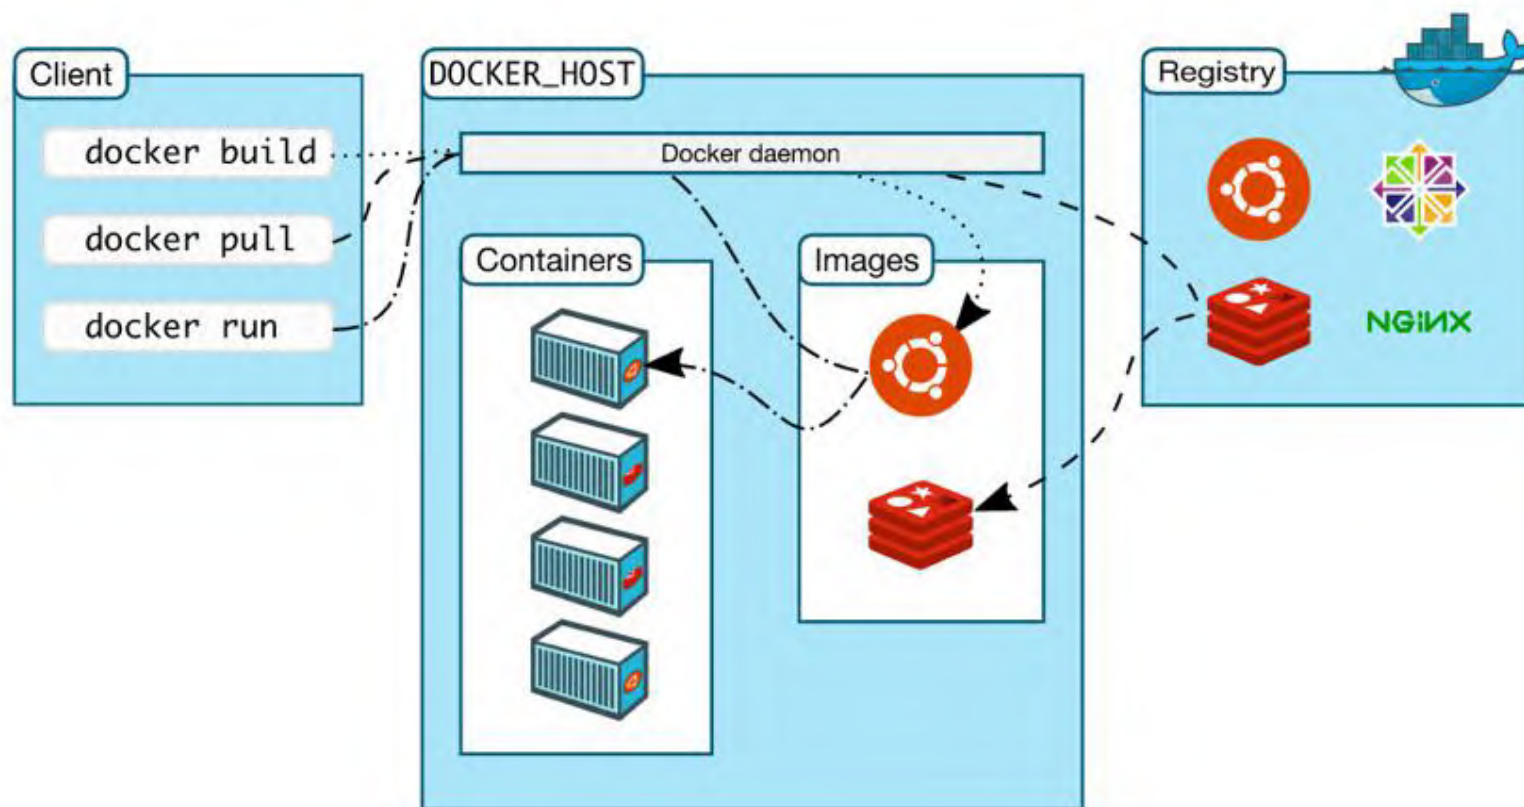 Client
docker build
docker pull
docker run
DOCKER_HOST
Docker daemon
Containers
Images
Registry
NGiNX